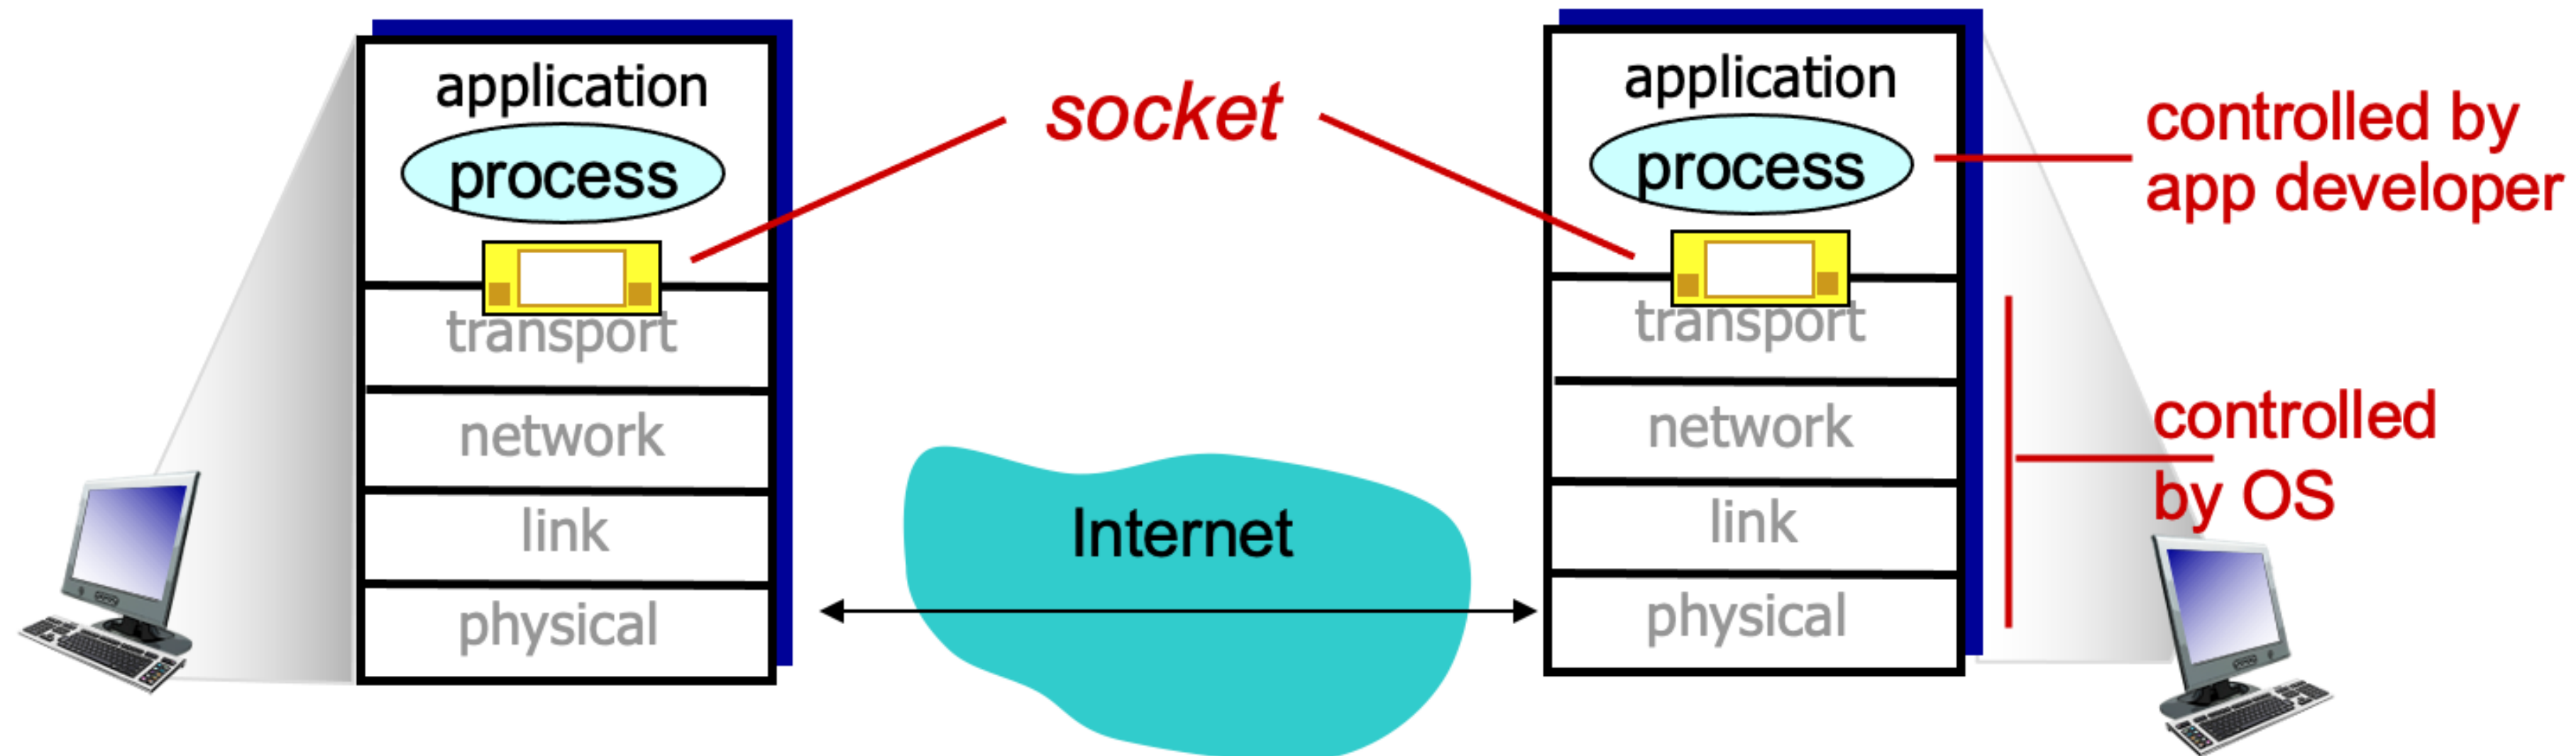 application
process
transport
network
link
physical
socket
Internet
application
process
transport
network
link
physical
controlled by
app developer
controlled
by OS